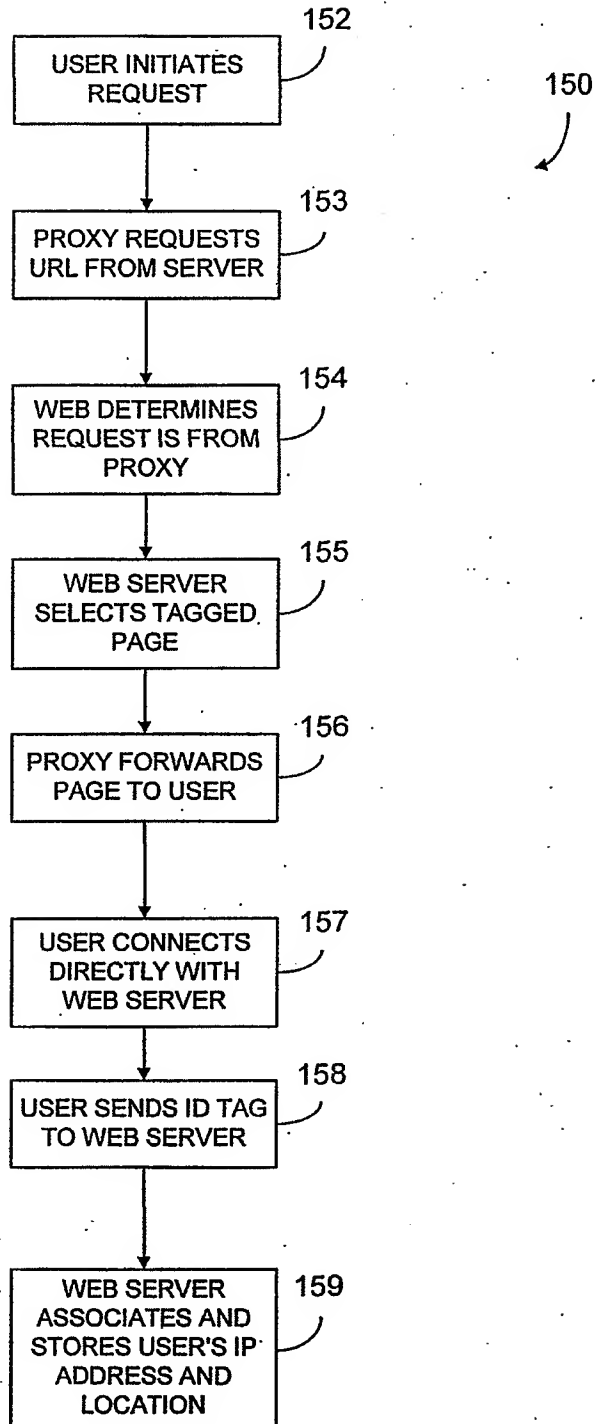 152
USER INITIATES
REQUEST
150
153
PROXY REQUESTS
URL FROM SERVER
154
WEB DETERMINES
REQUEST IS FROM
PROXY
155
WEB SERVER
SELECTS TAGGED
PAGE
156
PROXY FORWARDS
PAGE TO USER
157
USER CONNECTS
DIRECTLY WITH
WEB SERVER
158
USER SENDS ID TAG
TO WEB SERVER
159
WEB SERVER
ASSOCIATES AND
STORES USER'S IP
ADDRESS AND
LOCATION